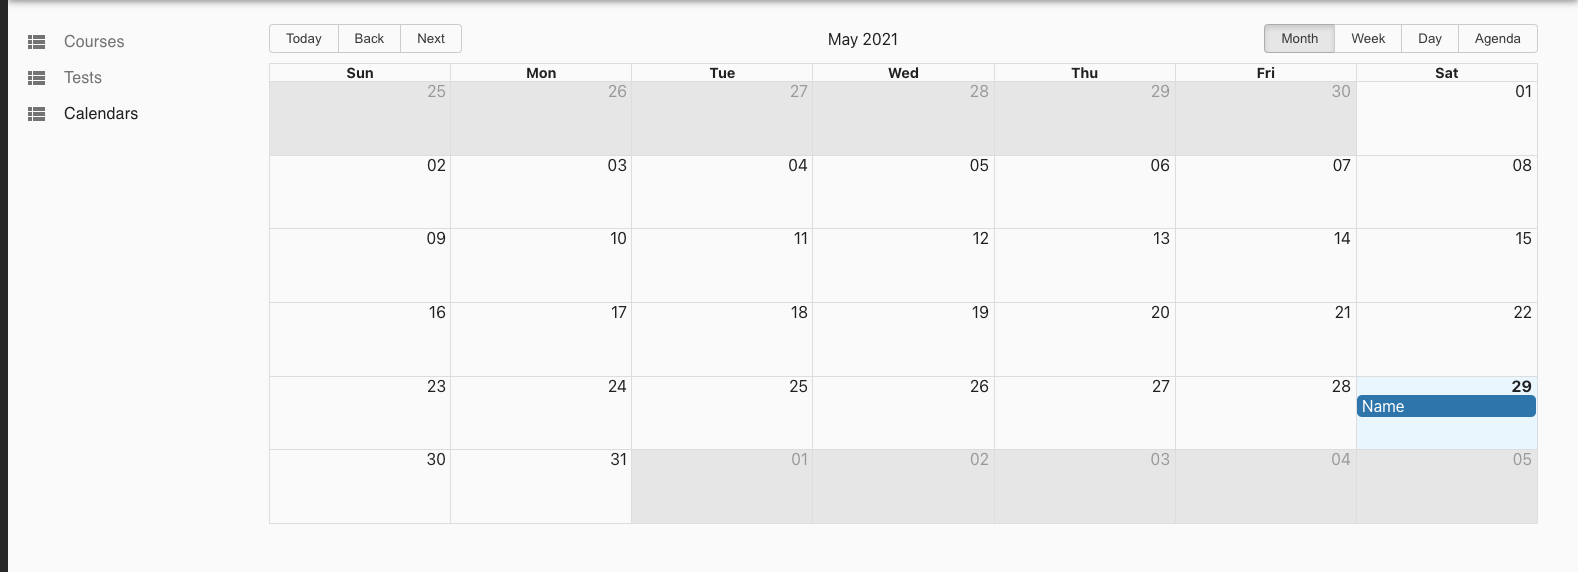 Courses
Tests
Calendars
Today Back Next
May 2021
Month Week Day Agenda
Sun Mon Tue Wed Thu Fri Sat
25 26 27 28 29 30 01
02 03 04 05 06 07 08
09 10 11 12 13 14 15
16 17 18 19 20 21 22
23 24 25 26 27 28 29
Name
30 31 01 02 03 04 05